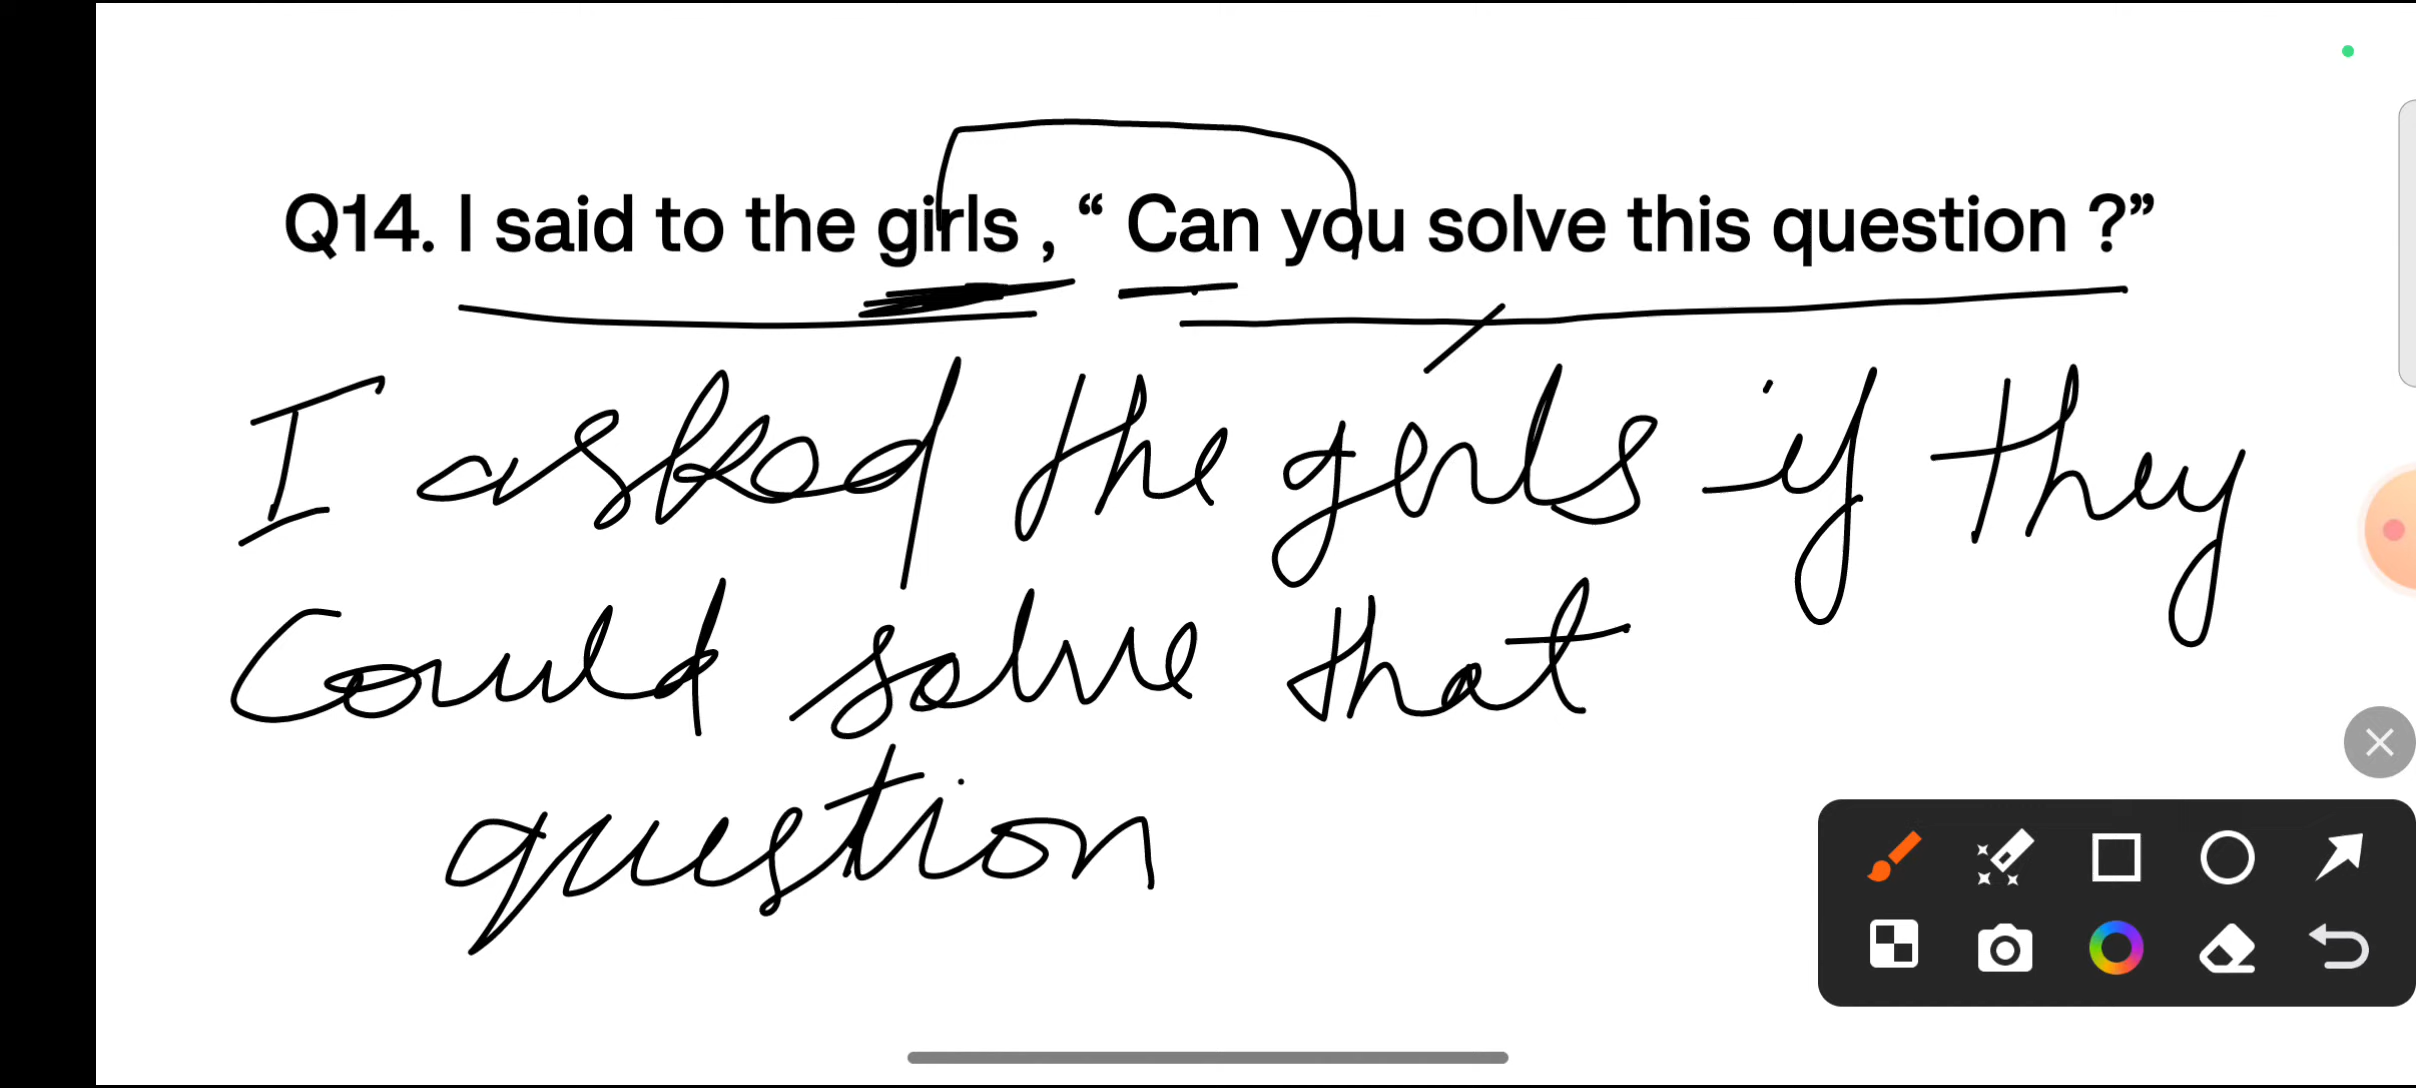 Q14. I said to the girls , “ Can you solve this question ?”
I asked the girls if they
Could solve that
question